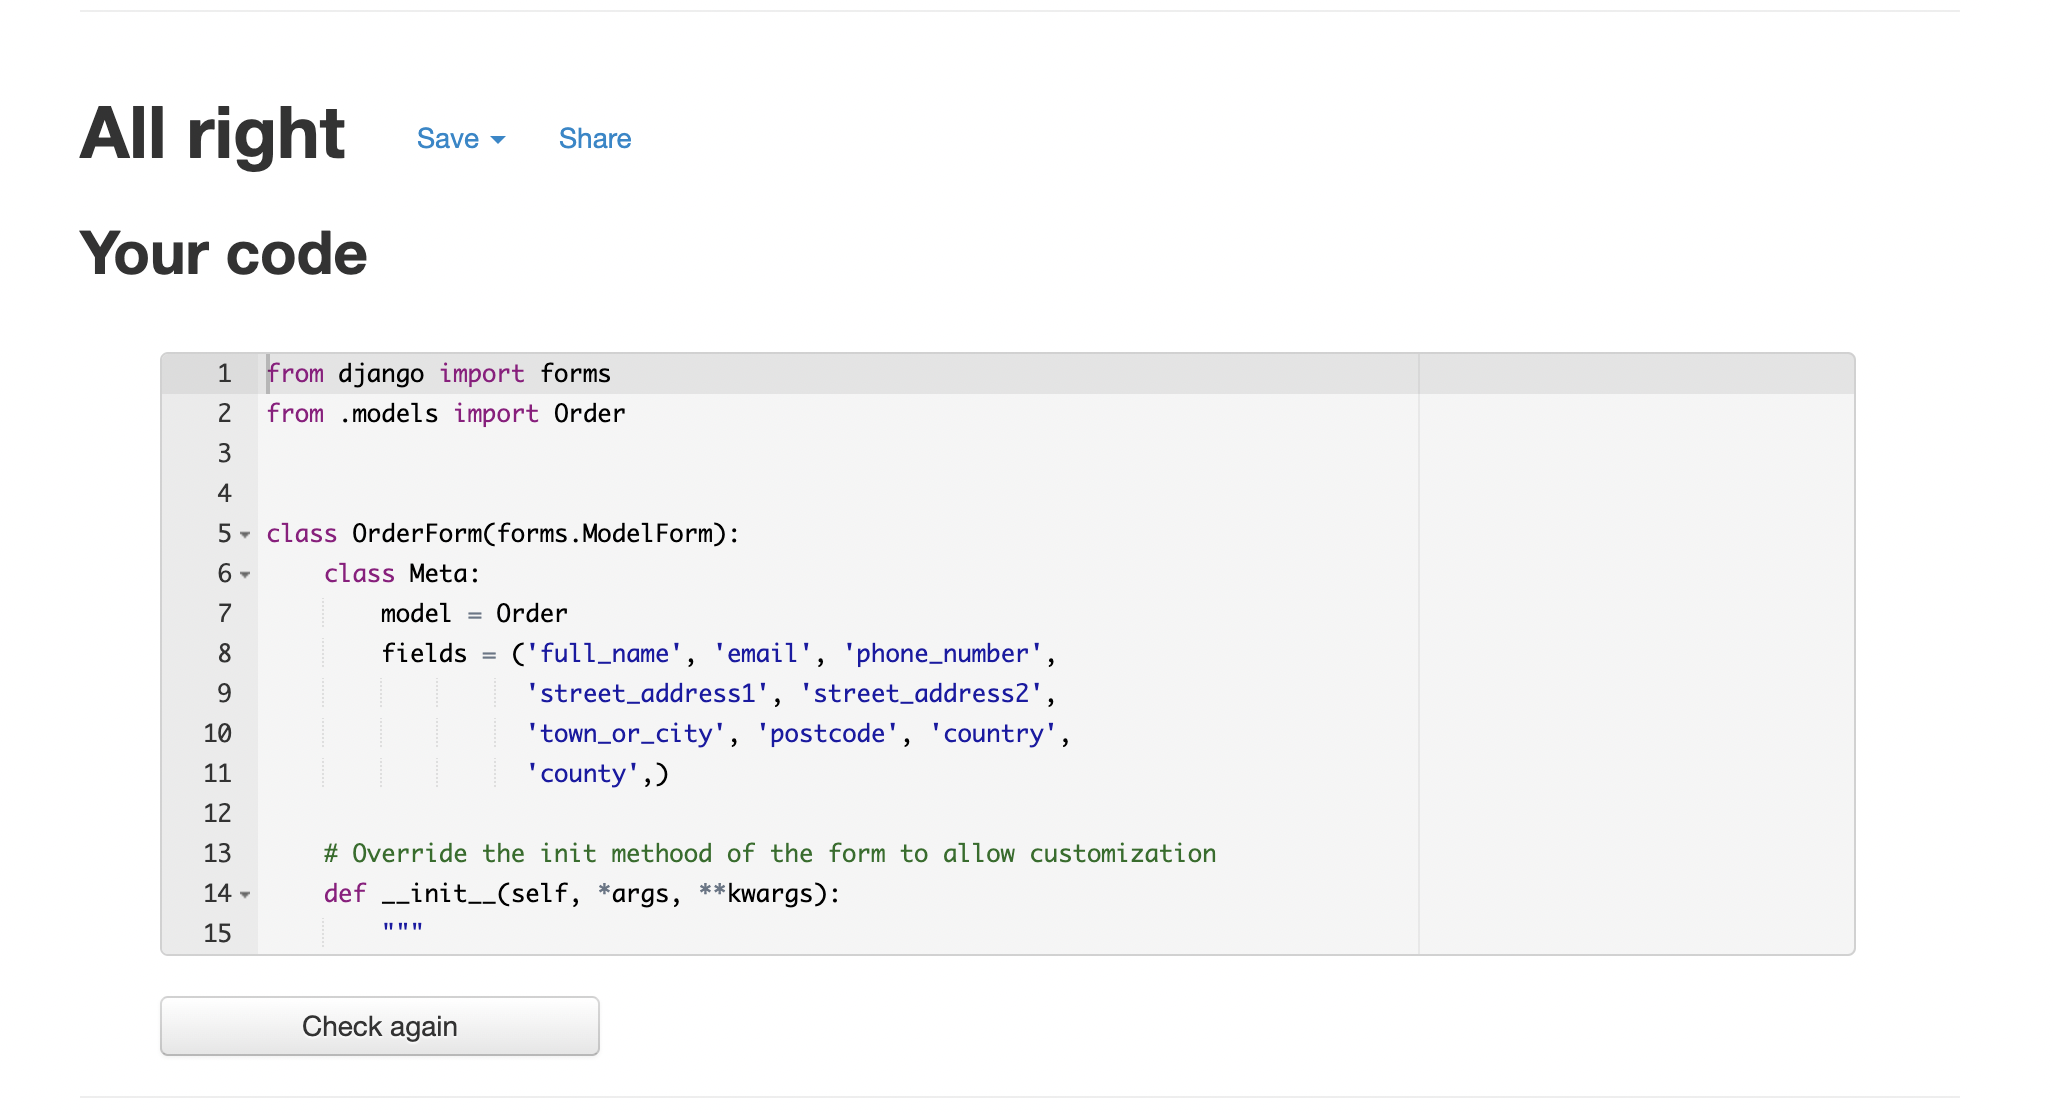 All right
Save
Share
Your code
1 from django import forms
2 from .models import Order
3
4
5 class OrderForm(forms.ModelForm):
6     class Meta:
7         model = Order
8         fields = ('full_name', 'email', 'phone_number',
9                   'street_address1', 'street_address2',
10                   'town_or_city', 'postcode', 'country',
11                   'county',)
12
13     # Override the init methood of the form to allow customization
14     def __init__(self, *args, **kwargs):
15         """
Check again